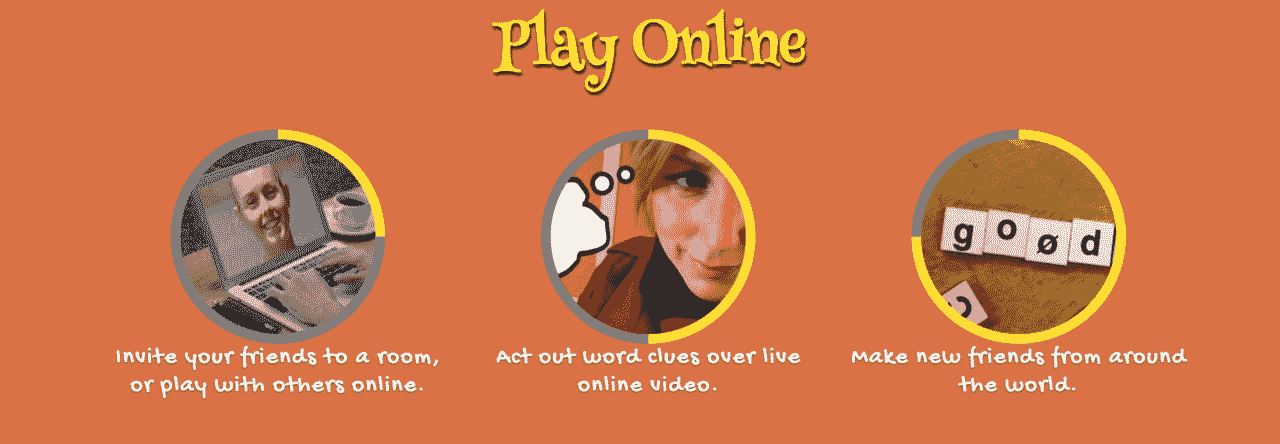 Play Online
goød
Invite your friends to a room,
or play with others online.
Act out word clues over live
online video.
Make new friends from around
the world.